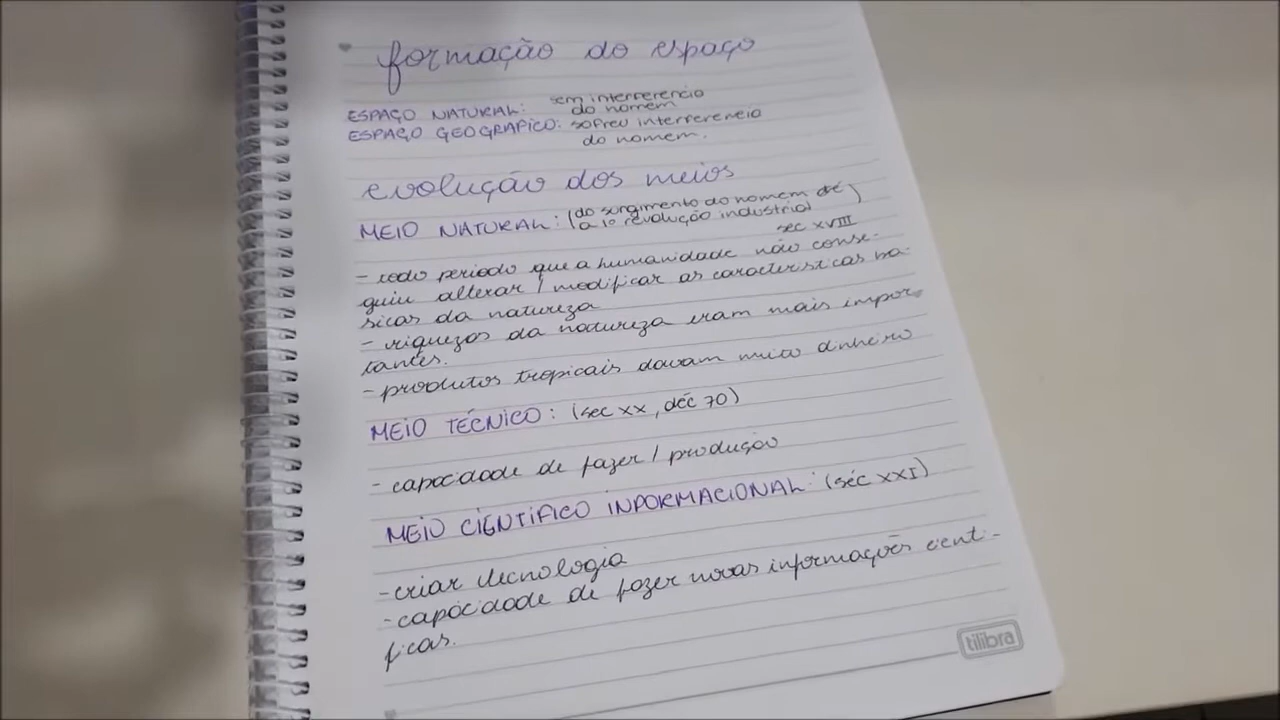 formação do espaço
ESPAÇO NATURAL: sem interferencia
do homem
ESPAÇO GEOGRAFICO: sofreu interferencia
do homem.
evolução dos meios
MEIO NATURAL: (do surgimento do homem até
a 1º revolução industrial)
sec XVIII
- todo periodo que a humanidade não conse-
guiu alterar / modificar as caracteristicas ba-
sicas da natureza
- riquezas da natureza eram mais impor-
tantes.
- produtos tropicais davam muito dinheiro
MEIO TÉCNICO: (sec XX, déc 70)
- capacidade de fazer / produção
MEIO CIENTIFICO INFORMACIONAL: (séc XXI)
- criar tecnologia
- capacidade de fazer novas informações cienti-
ficas.
tilibra